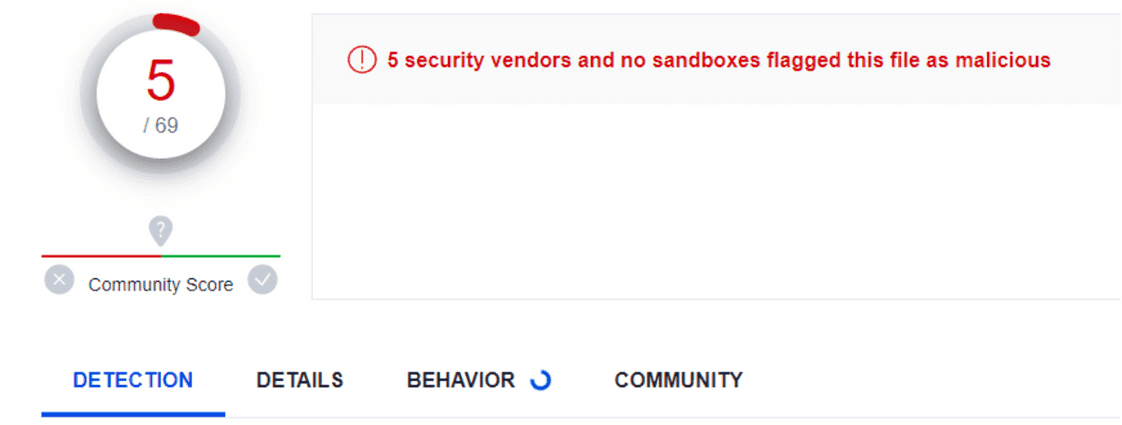 5
/ 69
?
Community Score
5 security vendors and no sandboxes flagged this file as malicious
DETECTION DETAILS BEHAVIOR COMMUNITY